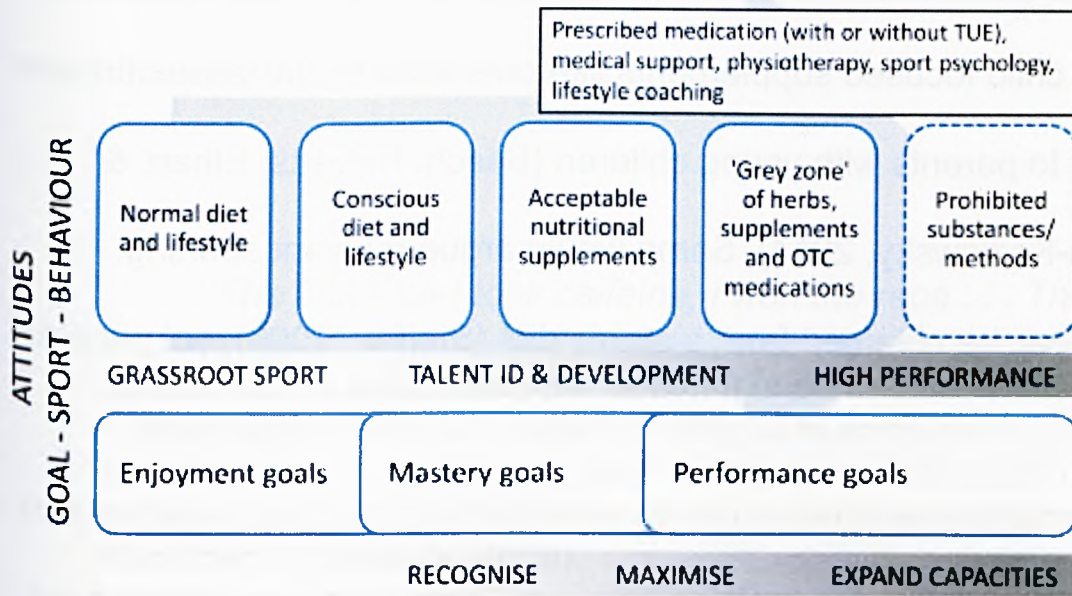 Prescribed medication (with or without TUE),
medical support, physiotherapy, sport psychology,
lifestyle coaching
Normal diet
and lifestyle
Conscious
diet and
lifestyle
Acceptable
nutritional
supplements
'Grey zone'
of herbs,
supplements
and OTC
medications
Prohibited
substances/
methods
ATTITUDES
GOAL - SPORT - BEHAVIOUR
GRASSROOT SPORT
TALENT ID & DEVELOPMENT
HIGH PERFORMANCE
Enjoyment goals
Mastery goals
Performance goals
RECOGNISE
MAXIMISE
EXPAND CAPACITIES